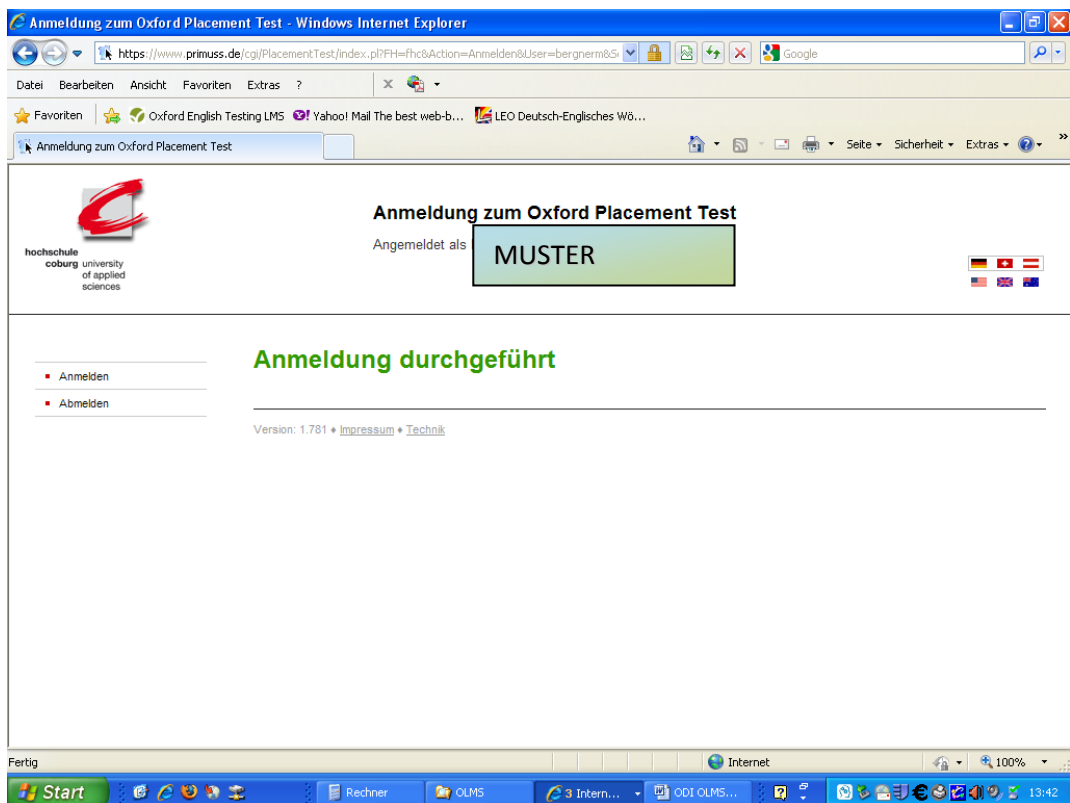 Anmeldung zum Oxford Placement Test - Windows Internet Explorer
https://www.primuss.de/cgi/PlacementTest/index.pl?FH=fhc&Action=Anmelden&User=bergnerm&S
Google
Datei Bearbeiten Ansicht Favoriten Extras ?
x
Favoriten Oxford English Testing LMS Yahoo! Mail The best web-b... LEO Deutsch-Englisches Wö...
Anmeldung zum Oxford Placement Test
Seite Sicherheit Extras »
hochschule
coburg university
of applied
sciences
Anmeldung zum Oxford Placement Test
Angemeldet als
MUSTER
Anmelden
Abmelden
Anmeldung durchgeführt
Version: 1.781 ♦ Impressum ♦ Technik
Fertig
Internet
100%
Start
Rechner
OLMS
3 Intern...
ODI OLMS...
13:42